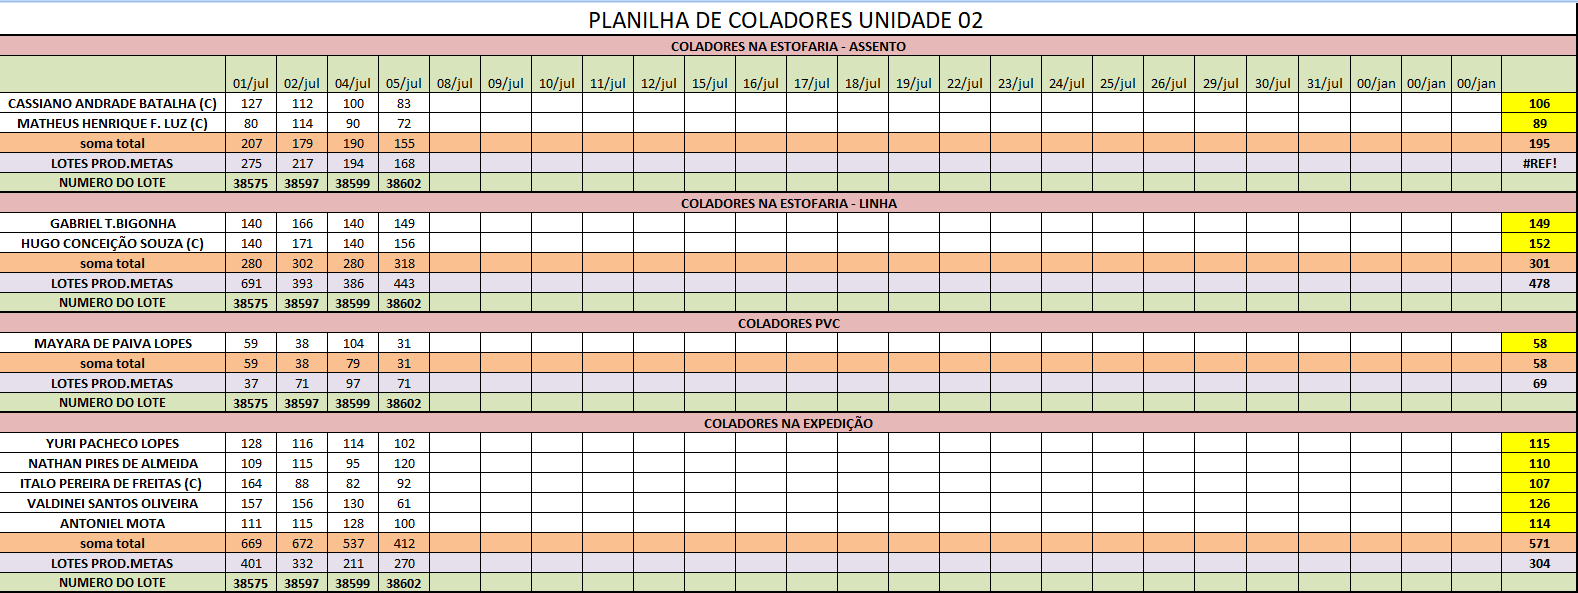 PLANILHA DE COLADORES UNIDADE 02
COLADORES NA ESTOFARIA - ASSENTO
01/jul 02/jul 04/jul 05/jul 08/jul 09/jul 10/jul 11/jul 12/jul 15/jul 16/jul 17/jul 18/jul 19/jul 22/jul 23/jul 24/jul 25/jul 26/jul 29/jul 30/jul 31/jul 00/jan 00/jan 00/jan
CASSIANO ANDRADE BATALHA (C) 127 112 100 83 106
MATHEUS HENRIQUE F. LUZ (C) 80 114 90 72 89
soma total 207 179 190 155 195
LOTES PROD.METAS 275 217 194 168 #REF!
NUMERO DO LOTE 38575 38597 38599 38602
COLADORES NA ESTOFARIA - LINHA
GABRIEL T.BIGONHA 140 166 140 149 149
HUGO CONCEIÇÃO SOUZA (C) 140 171 140 156 152
soma total 280 302 280 318 301
LOTES PROD.METAS 691 393 386 443 478
NUMERO DO LOTE 38575 38597 38599 38602
COLADORES PVC
MAYARA DE PAIVA LOPES 59 38 104 31 58
soma total 59 38 79 31 58
LOTES PROD.METAS 37 71 97 71 69
NUMERO DO LOTE 38575 38597 38599 38602
COLADORES NA EXPEDIÇÃO
YURI PACHECO LOPES 128 116 114 102 115
NATHAN PIRES DE ALMEIDA 109 115 95 120 110
ITALO PEREIRA DE FREITAS (C) 164 88 82 92 107
VALDINEI SANTOS OLIVEIRA 157 156 130 61 126
ANTONIEL MOTA 111 115 128 100 114
soma total 669 672 537 412 571
LOTES PROD.METAS 401 332 211 270 304
NUMERO DO LOTE 38575 38597 38599 38602